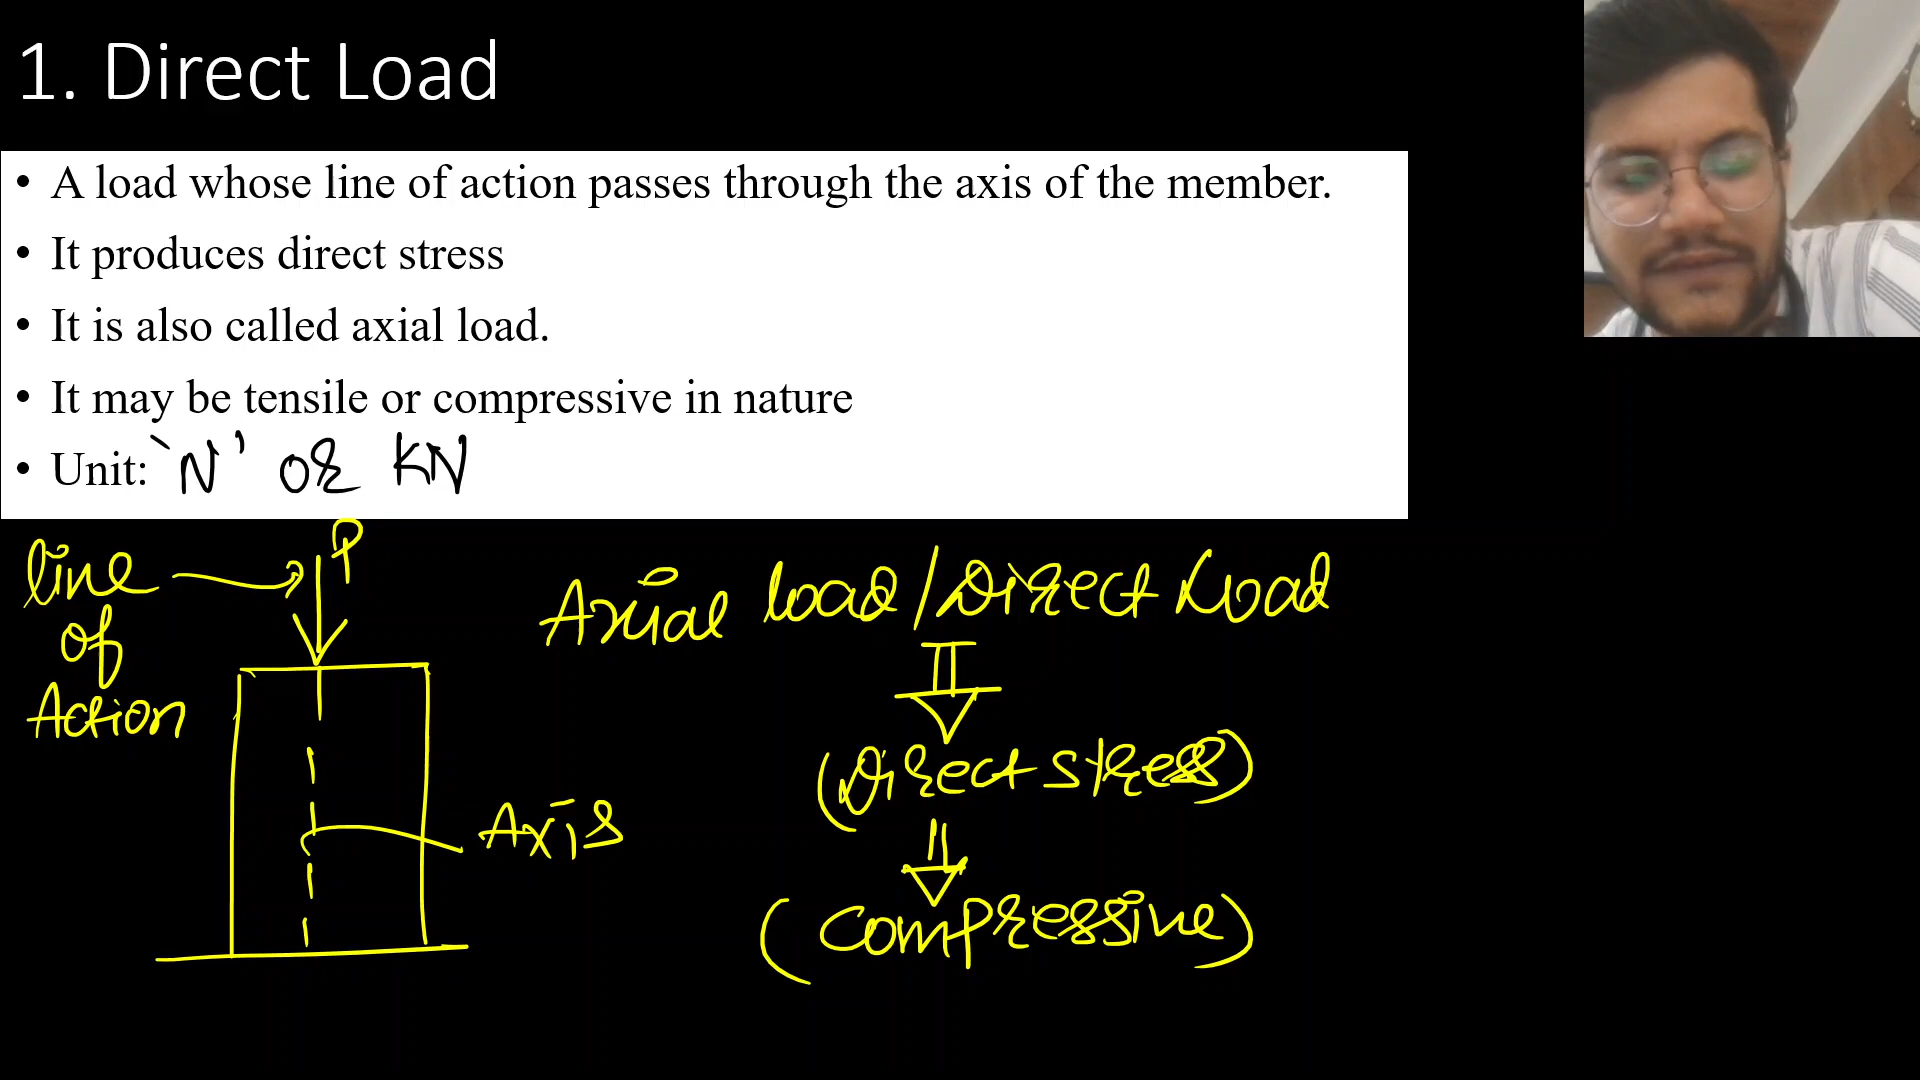 1. Direct Load
• A load whose line of action passes through the axis of the member.
• It produces direct stress
• It is also called axial load.
• It may be tensile or compressive in nature
• Unit: 'N' or KN
P
line
of
Action
Axis
Axial load/Direct Load
(Direct stress)
(Compressive)